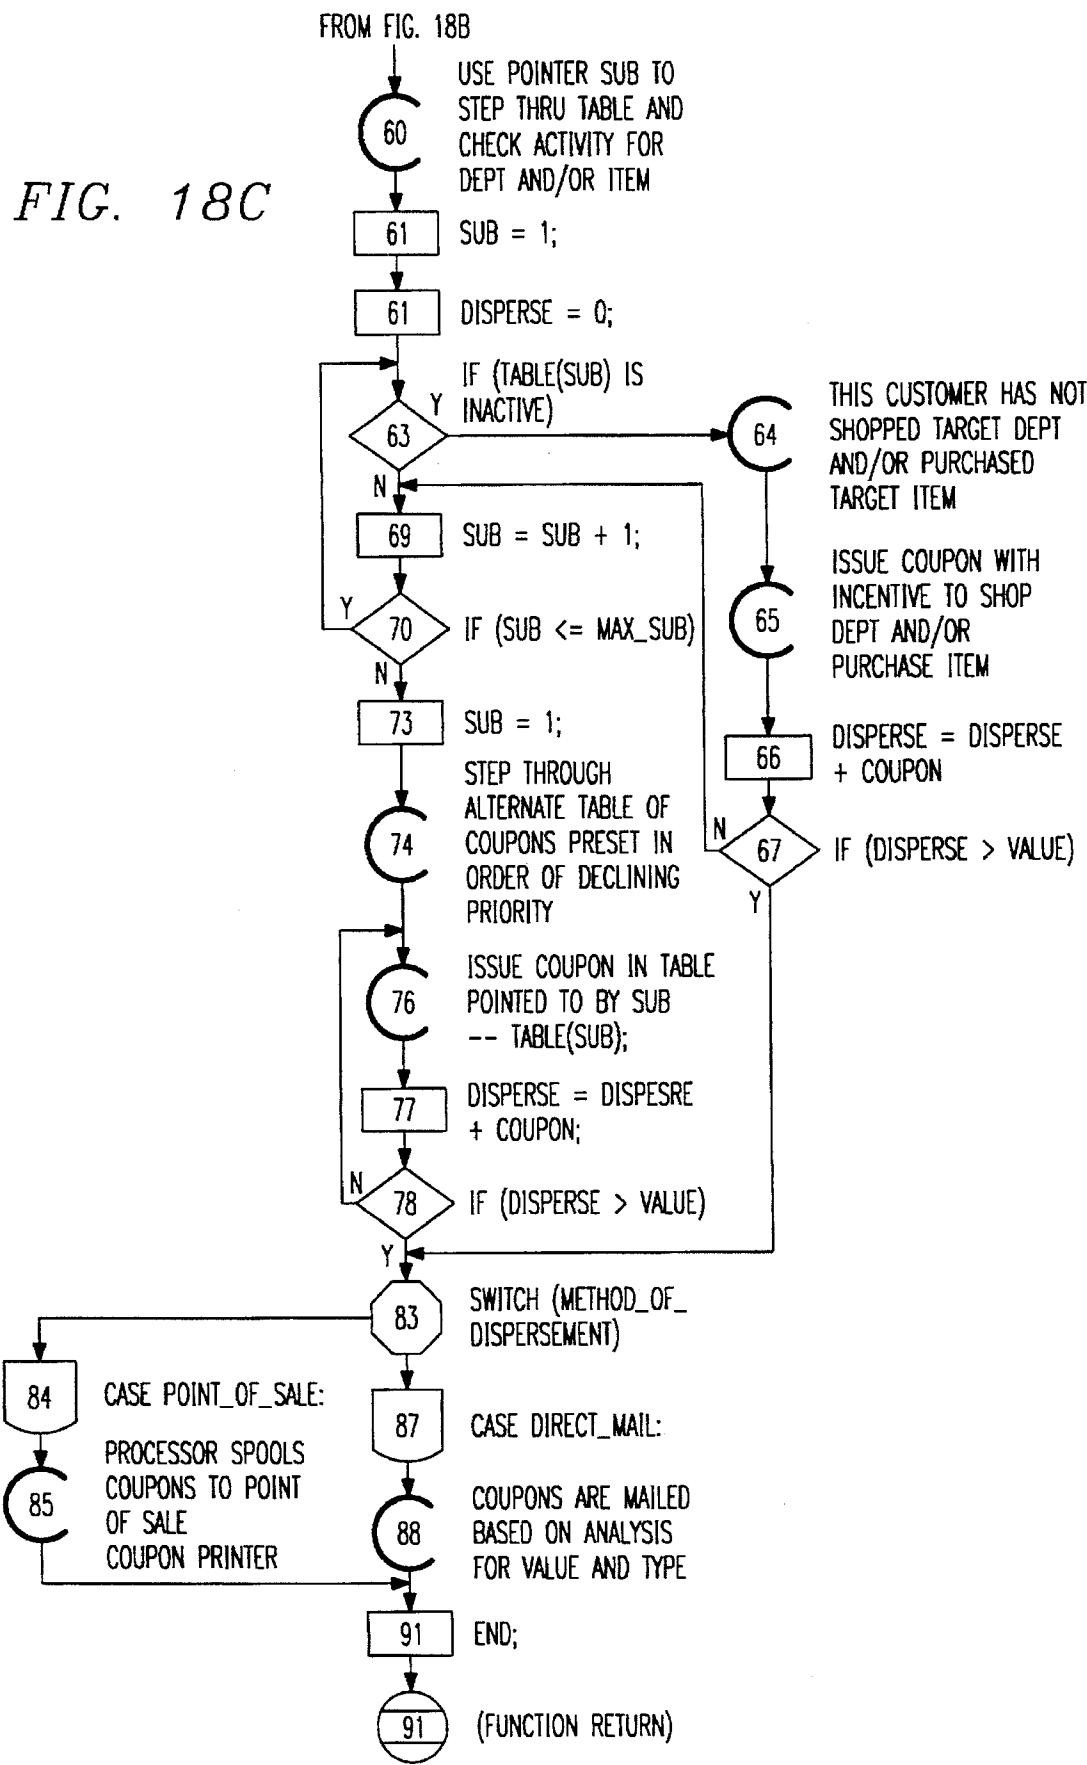 FROM FIG. 18B
FIG. 18C
60
USE POINTER SUB TO
STEP THRU TABLE AND
CHECK ACTIVITY FOR
DEPT AND/OR ITEM
61
SUB = 1;
61
DISPERSE = 0;
IF (TABLE(SUB) IS
INACTIVE)
Y
63
N
64
THIS CUSTOMER HAS NOT
SHOPPED TARGET DEPT
AND/OR PURCHASED
TARGET ITEM
69
SUB = SUB + 1;
65
ISSUE COUPON WITH
INCENTIVE TO SHOP
DEPT AND/OR
PURCHASE ITEM
Y
70
IF (SUB <= MAX_SUB)
N
73
SUB = 1;
66
DISPERSE = DISPERSE
+ COUPON
74
STEP THROUGH
ALTERNATE TABLE OF
COUPONS PRESET IN
ORDER OF DECLINING
PRIORITY
N
67
IF (DISPERSE > VALUE)
Y
76
ISSUE COUPON IN TABLE
POINTED TO BY SUB
-- TABLE(SUB);
77
DISPERSE = DISPESRE
+ COUPON;
N
78
IF (DISPERSE > VALUE)
Y
83
SWITCH (METHOD_OF_
DISPERSEMENT)
84
CASE POINT_OF_SALE:
87
CASE DIRECT_MAIL:
85
PROCESSOR SPOOLS
COUPONS TO POINT
OF SALE
COUPON PRINTER
88
COUPONS ARE MAILED
BASED ON ANALYSIS
FOR VALUE AND TYPE
91
END;
91
(FUNCTION RETURN)